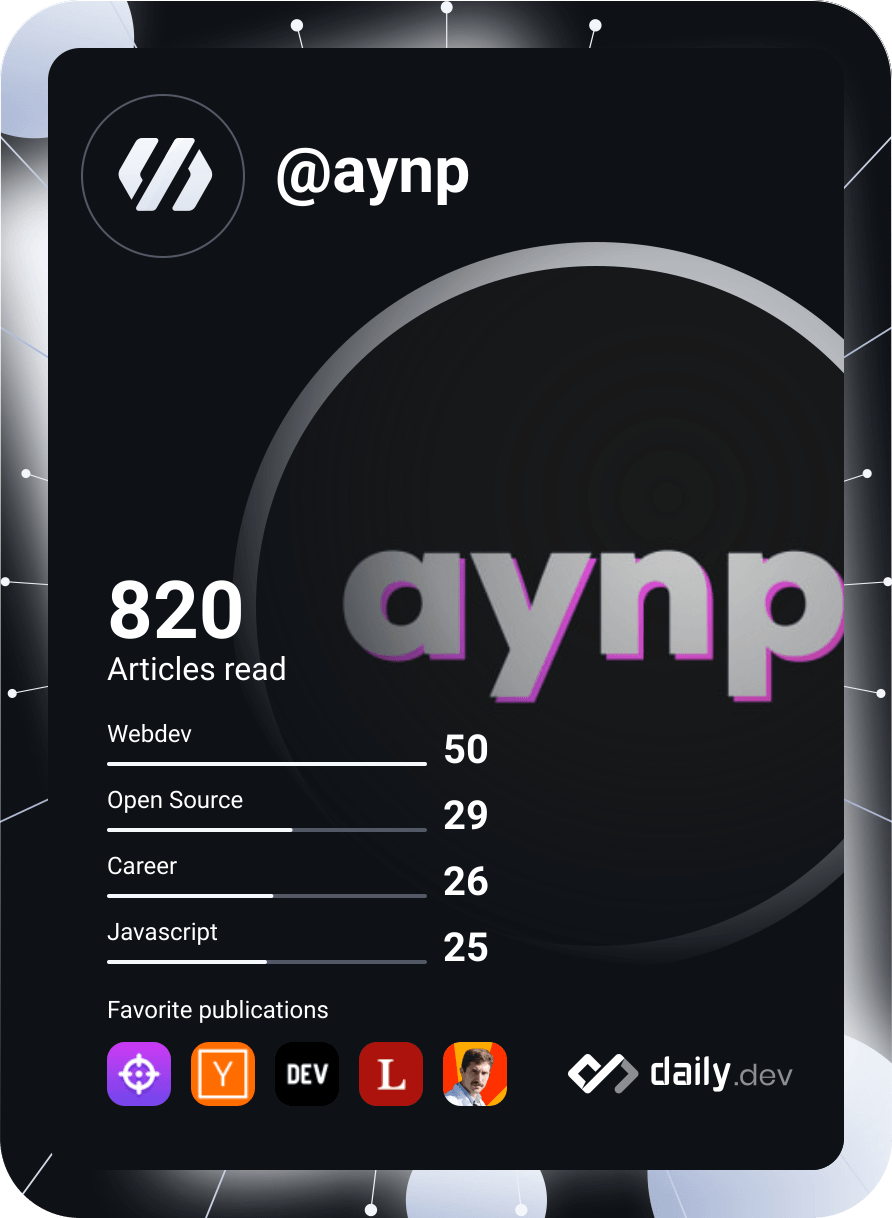 @aynp
aynp
820
Articles read
Webdev
50
Open Source
29
Career
26
Javascript
25
Favorite publications
Y
DEV
L
daily.dev